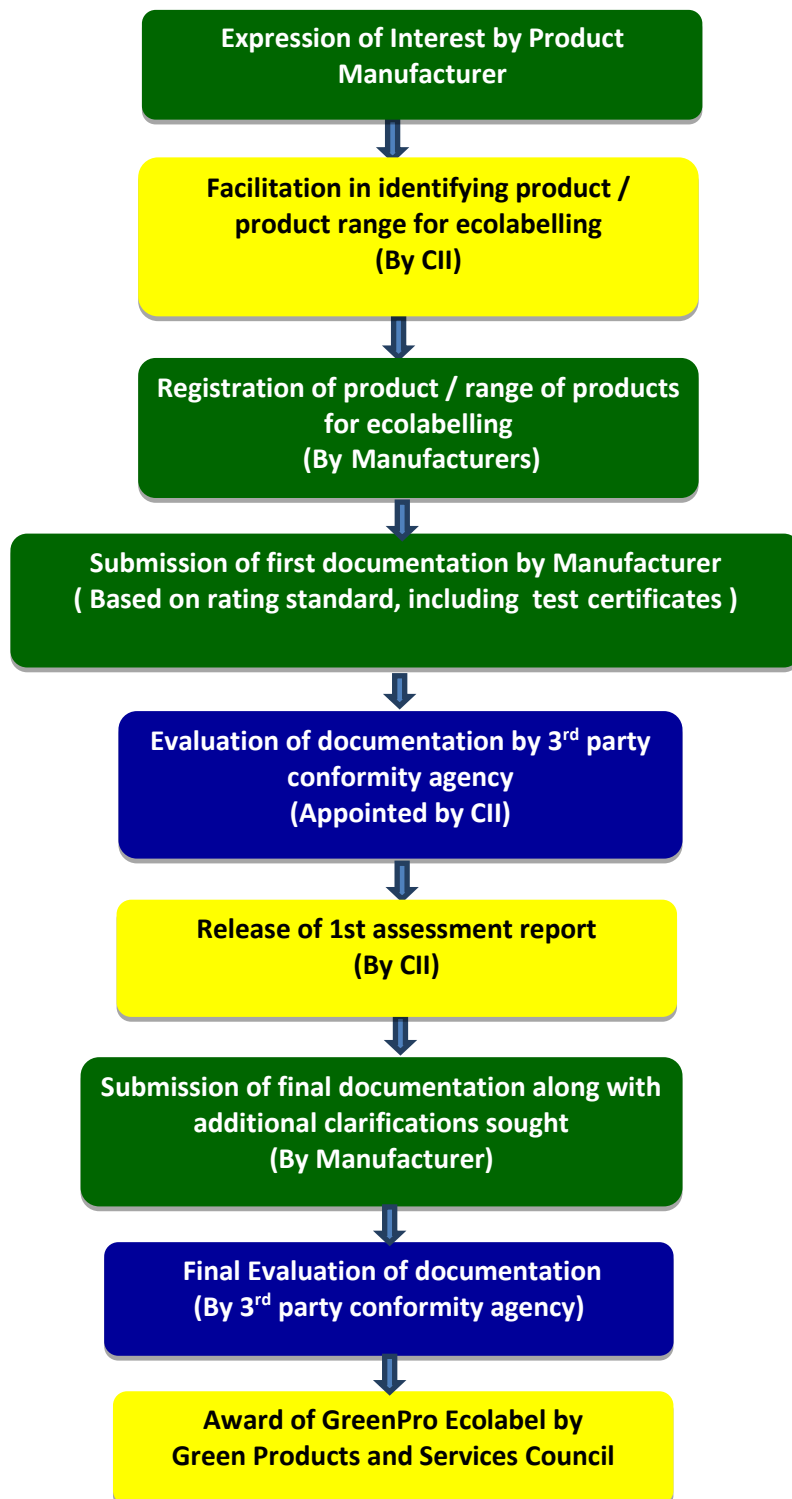 Expression of Interest by Product
Manufacturer
Facilitation in identifying product /
product range for ecolabelling
(By CII)
Registration of product / range of products
for ecolabelling
(By Manufacturers)
Submission of first documentation by Manufacturer
( Based on rating standard, including test certificates )
Evaluation of documentation by 3rd party
conformity agency
(Appointed by CII)
Release of 1st assessment report
(By CII)
Submission of final documentation along with
additional clarifications sought
(By Manufacturer)
Final Evaluation of documentation
(By 3rd party conformity agency)
Award of GreenPro Ecolabel by
Green Products and Services Council